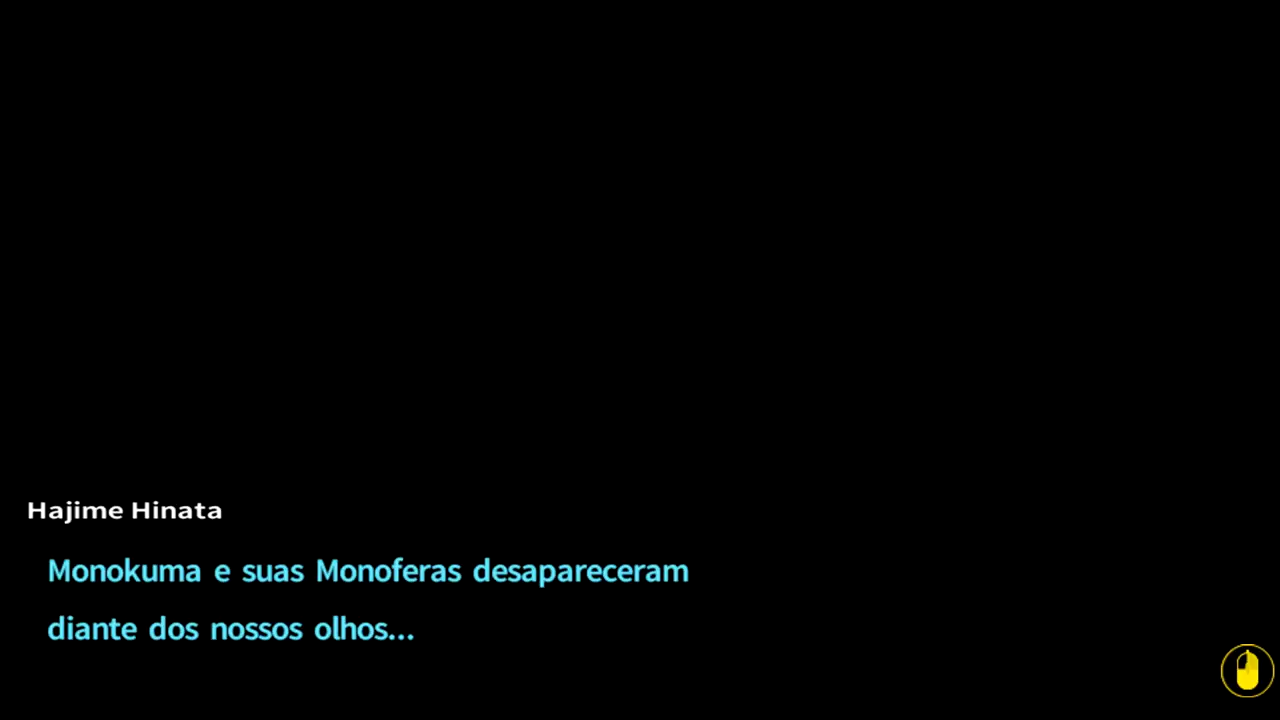 Hajime Hinata
Monokuma e suas Monoferas desapareceram
diante dos nossos olhos...